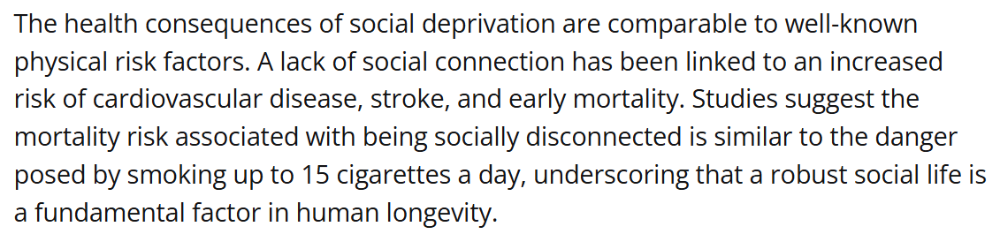 The health consequences of social deprivation are comparable to well-known
physical risk factors. A lack of social connection has been linked to an increased
risk of cardiovascular disease, stroke, and early mortality. Studies suggest the
mortality risk associated with being socially disconnected is similar to the danger
posed by smoking up to 15 cigarettes a day, underscoring that a robust social life is
a fundamental factor in human longevity.